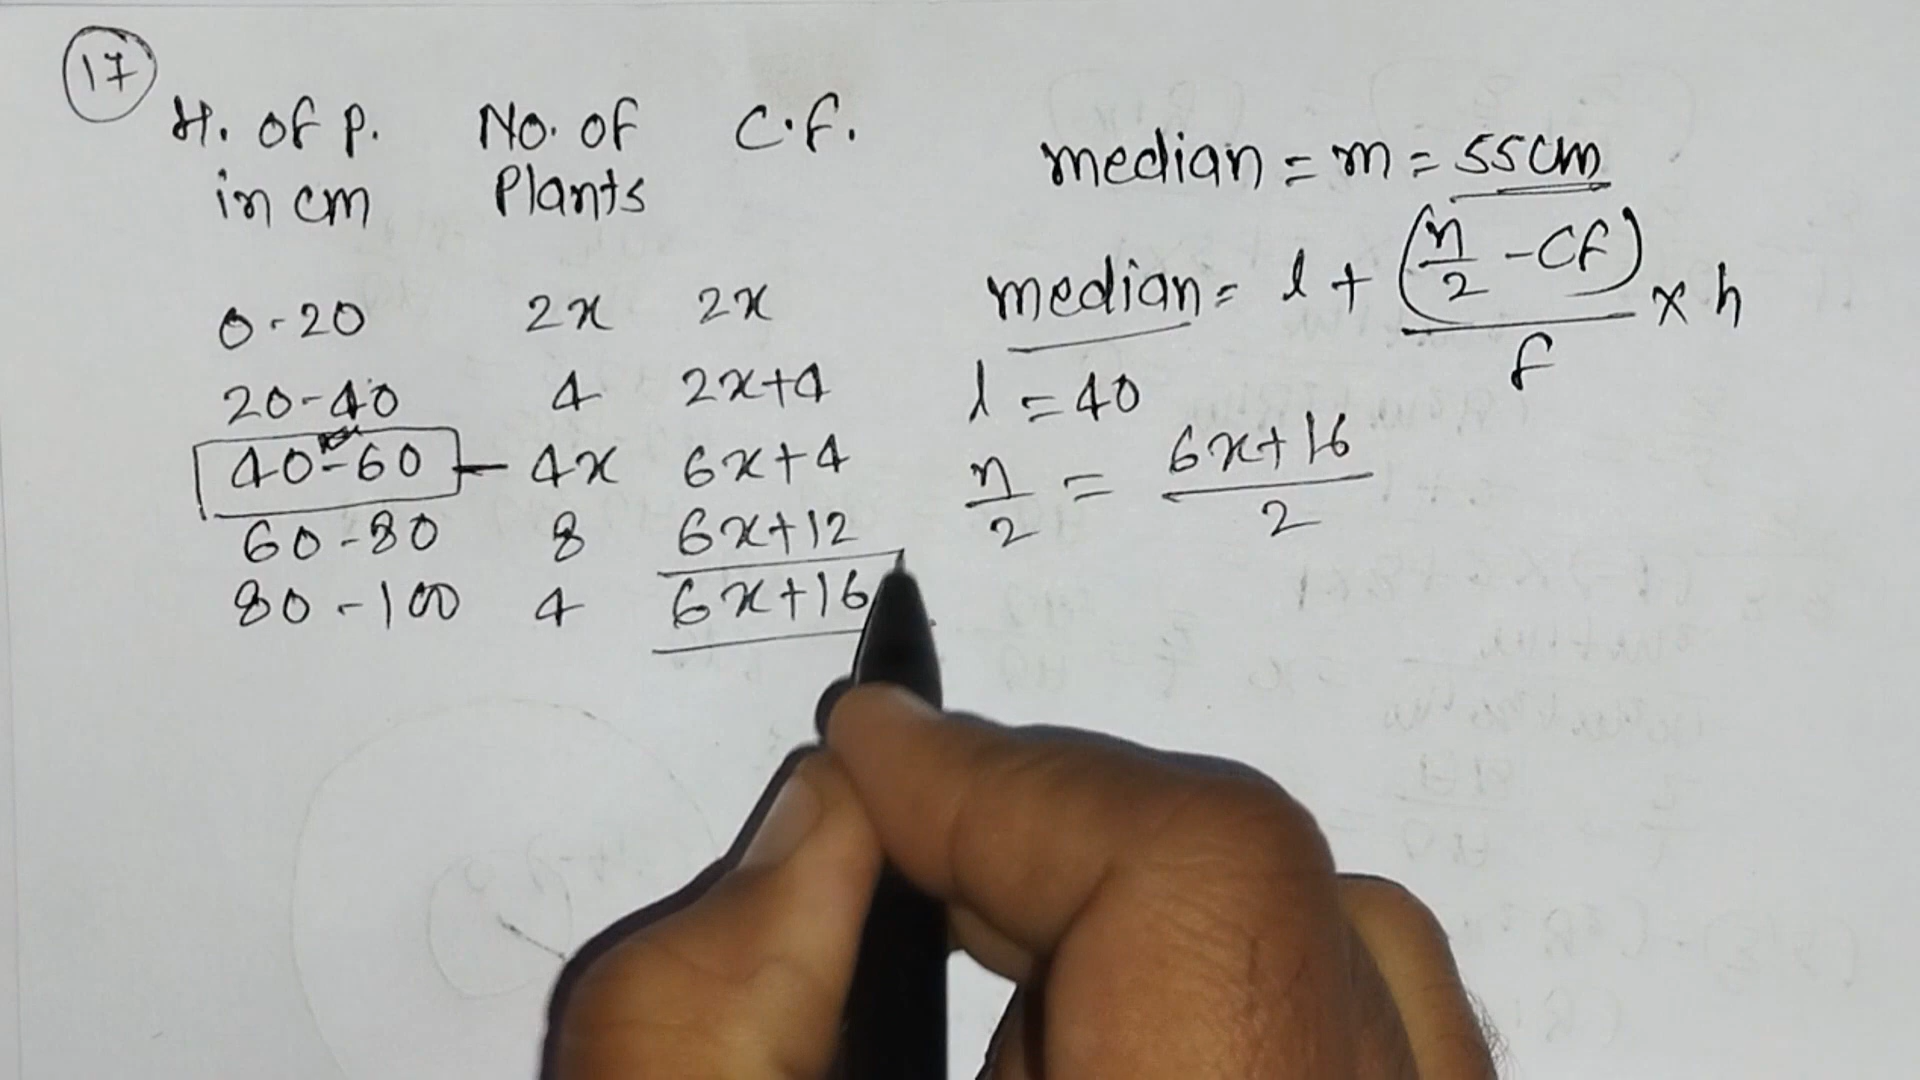 17
H. of p. No. of C.F.
in cm Plants
0-20 2x 2x
20-40 4 2x+4
40-60 — 4x 6x+4
60-80 8 6x+12
80-100 4 6x+16
median = m = 55cm
median = l + (n/2 - CF)/f x h
l = 40
n/2 = 6x+16/2